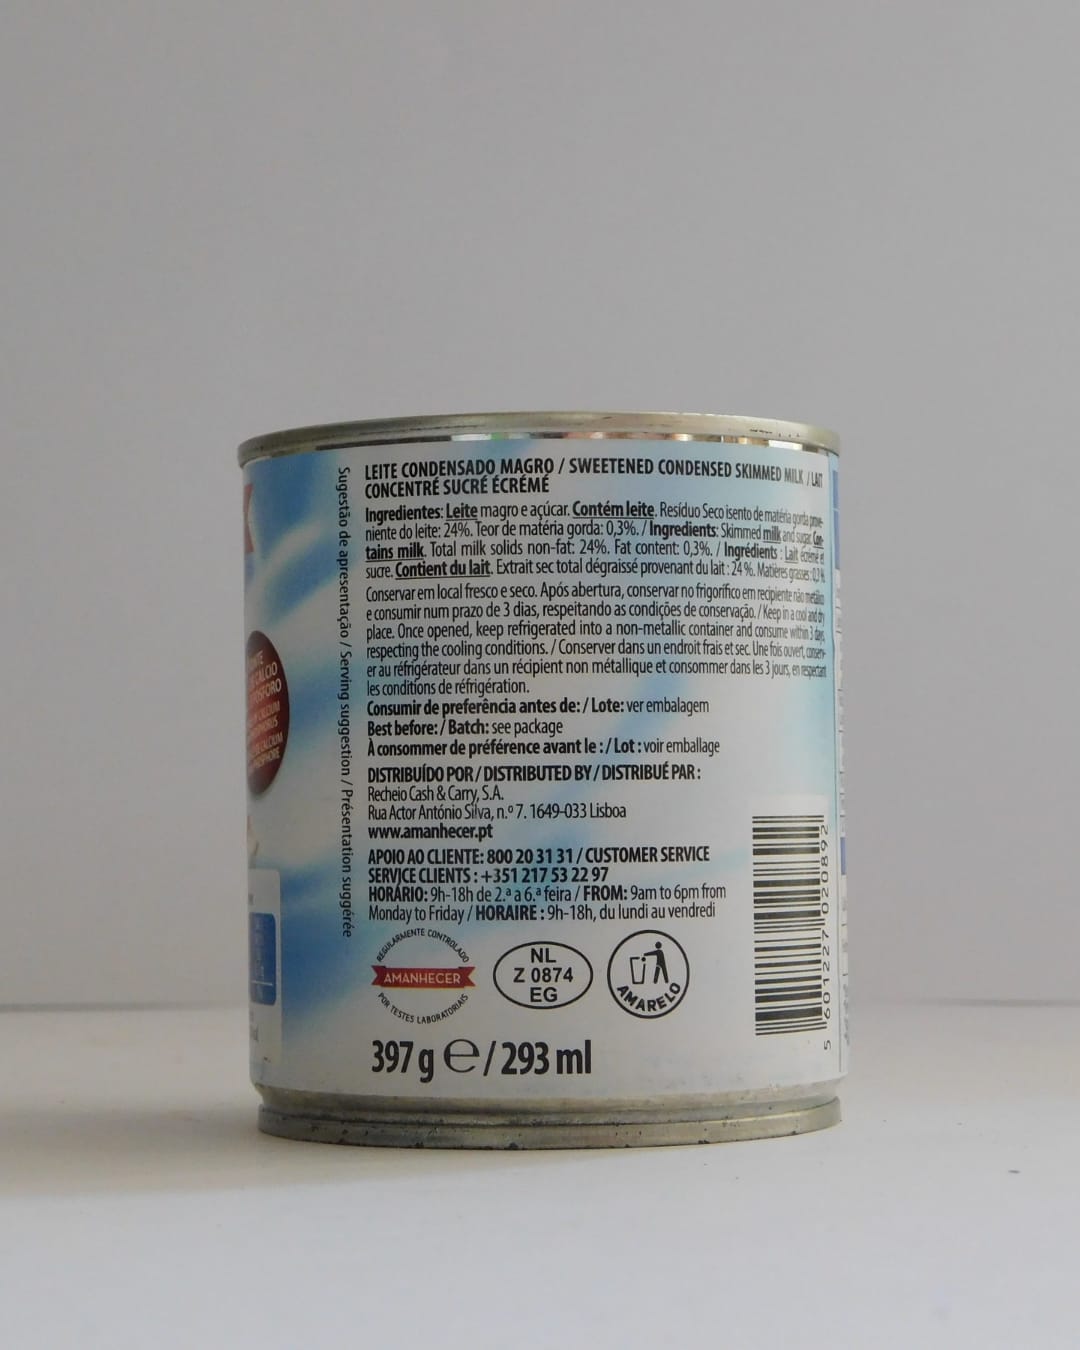 LEITE CONDENSADO MAGRO / SWEETENED CONDENSED SKIMMED MILK / LAIT
CONCENTRÉ SUCRÉ ÉCRÉMÉ
Ingredientes: Leite magro e açúcar. Contém leite. Resíduo Seco isento de matéria gorda prove-
niente do leite: 24%. Teor de matéria gorda: 0,3%. / Ingredients: Skimmed milk and sugar. Con-
tains milk. Total milk solids non-fat: 24%. Fat content: 0,3%. / Ingrédients : Lait écrémé et
sucre. Contient du lait. Extrait sec total dégraissé provenant du lait : 24 %. Matières grasses : 0,3 %
Conservar em local fresco e seco. Após abertura, conservar no frigorífico em recipiente não metálico
e consumir num prazo de 3 dias, respeitando as condições de conservação. / Keep in a cool and dry
place. Once opened, keep refrigerated into a non-metallic container and consume within 3 days,
respecting the cooling conditions. / Conserver dans un endroit frais et sec. Une fois ouvert, conserv-
er au réfrigérateur dans un récipient non métallique et consommer dans les 3 jours, en respectant
les conditions de réfrigération.
Consumir de preferência antes de: / Lote: ver embalagem
Best before: / Batch: see package
À consommer de préférence avant le : / Lot : voir emballage
DISTRIBUÍDO POR / DISTRIBUTED BY / DISTRIBUÉ PAR :
Recheio Cash & Carry, S.A.
Rua Actor António Silva, n.º 7. 1649-033 Lisboa
www.amanhecer.pt
APOIO AO CLIENTE: 800 20 31 31 / CUSTOMER SERVICE
SERVICE CLIENTS : +351 217 53 22 97
HORÁRIO: 9h-18h de 2.ª a 6.ª feira / FROM: 9am to 6pm from
Monday to Friday / HORAIRE : 9h-18h, du lundi au vendredi
REGULARMENTE CONTROLADO
AMANHECER
POR TESTES LABORATORIAIS
NL
Z 0874
EG
AMARELO
397 g e / 293 ml
Sugestão de apresentação / Serving suggestion / Présentation suggérée
5 601227 020892
CALCIO
FÓSFORO
CALCIUM